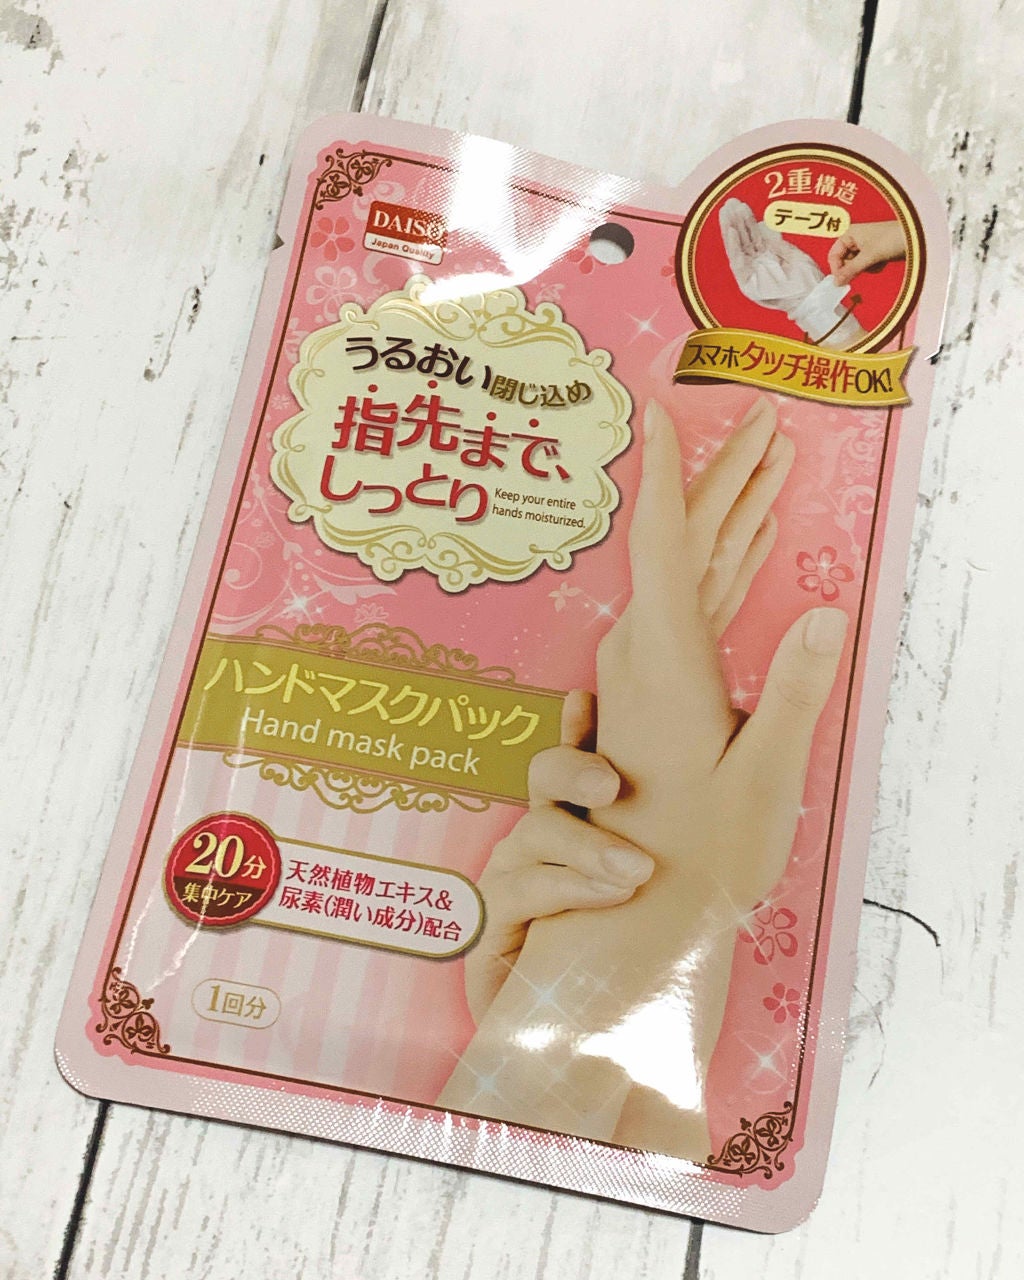 DAISO
Japan Quality
2重構造
テープ付
スマホタッチ操作OK!
うるおい閉じ込め
指先まで、
しっとり
Keep your entire
hands moisturized.
ハンドマスクパック
Hand mask pack
20分
集中ケア
天然植物エキス&
尿素(潤い成分)配合
1回分